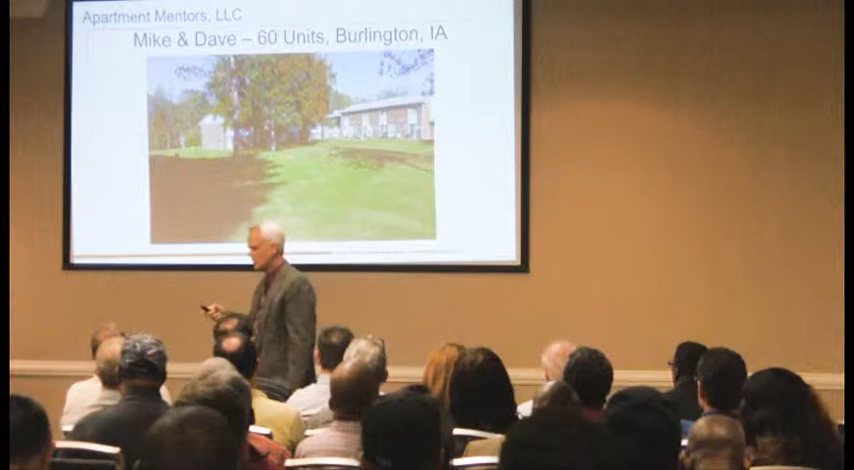 Apartment Mentors, LLC
Mike & Dave – 60 Units, Burlington, IA